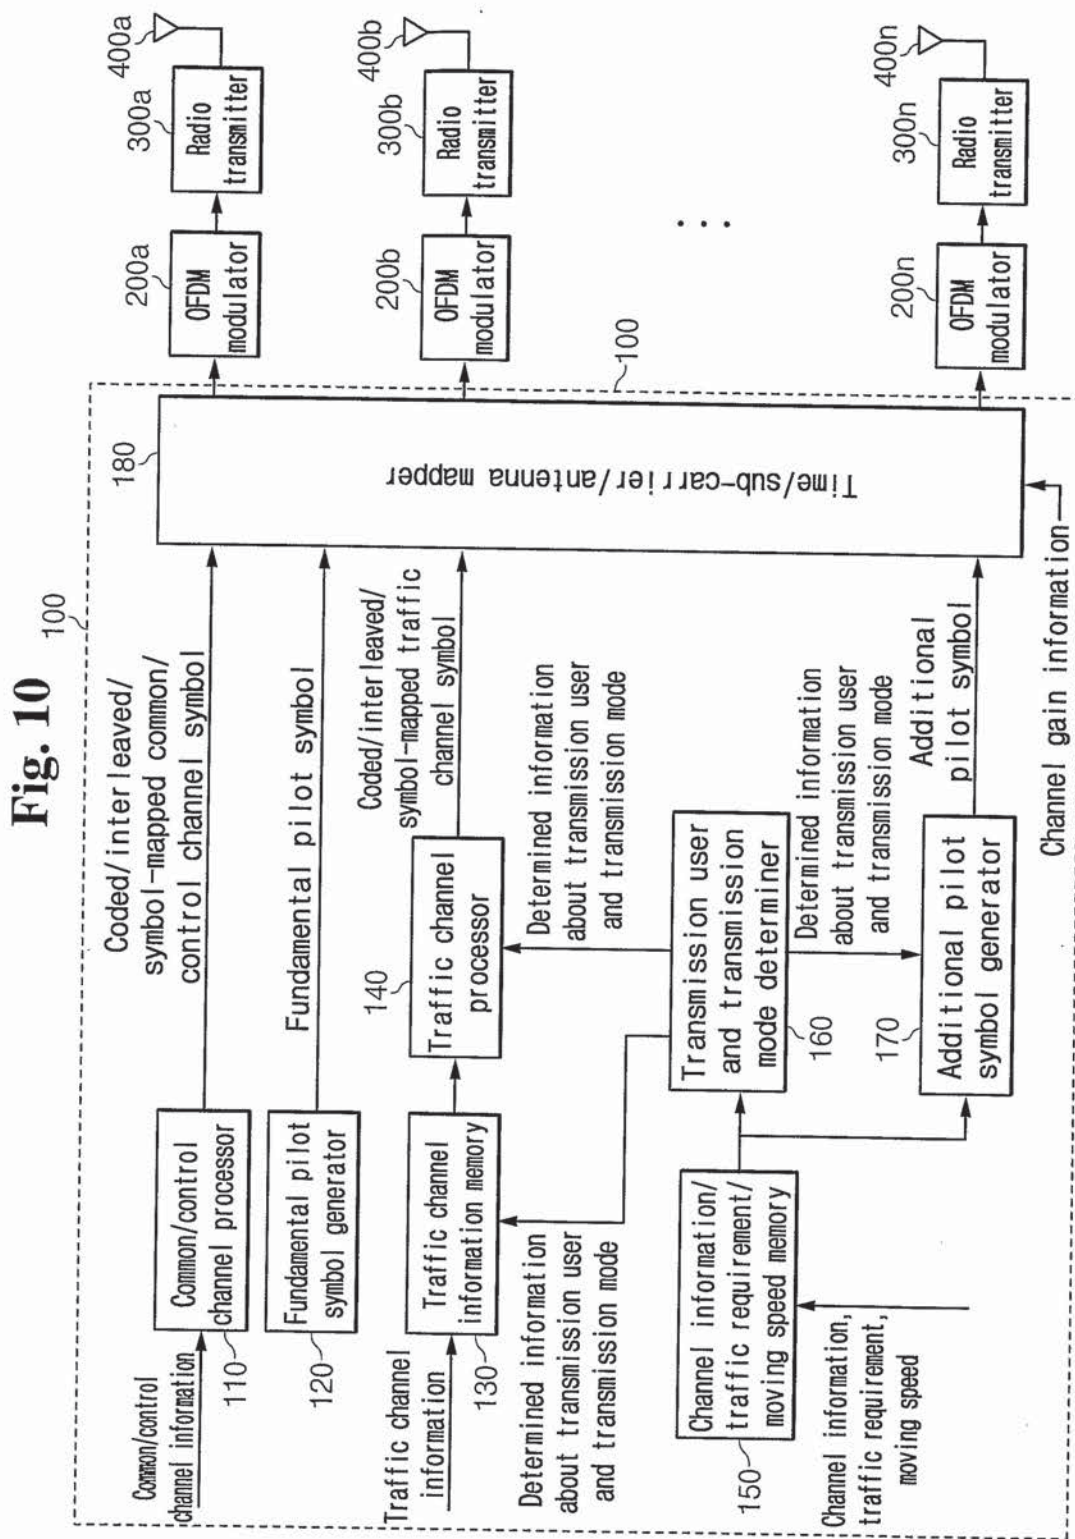 Fig. 10
100
Common/control
channel information
110
Common/control
channel processor
Coded/interleaved/
symbol-mapped common/
control channel symbol
120
Fundamental pilot
symbol generator
Fundamental pilot symbol
Traffic channel
information
130
Traffic channel
information memory
140
Traffic channel
processor
Coded/interleaved/
symbol-mapped traffic
channel symbol
Determined information
about transmission user
and transmission mode
Determined information
about transmission user
and transmission mode
150
Channel information/
traffic requirement/
moving speed memory
Channel information,
traffic requirement,
moving speed
Transmission user
and transmission
mode determiner
160
Determined information
about transmission user
and transmission mode
170
Additional pilot
symbol generator
Additional
pilot symbol
Channel gain information
180
Time/sub-carrier/antenna mapper
100
200a
OFDM
modulator
300a
Radio
transmitter
400a
200b
OFDM
modulator
300b
Radio
transmitter
400b
200n
OFDM
modulator
300n
Radio
transmitter
400n